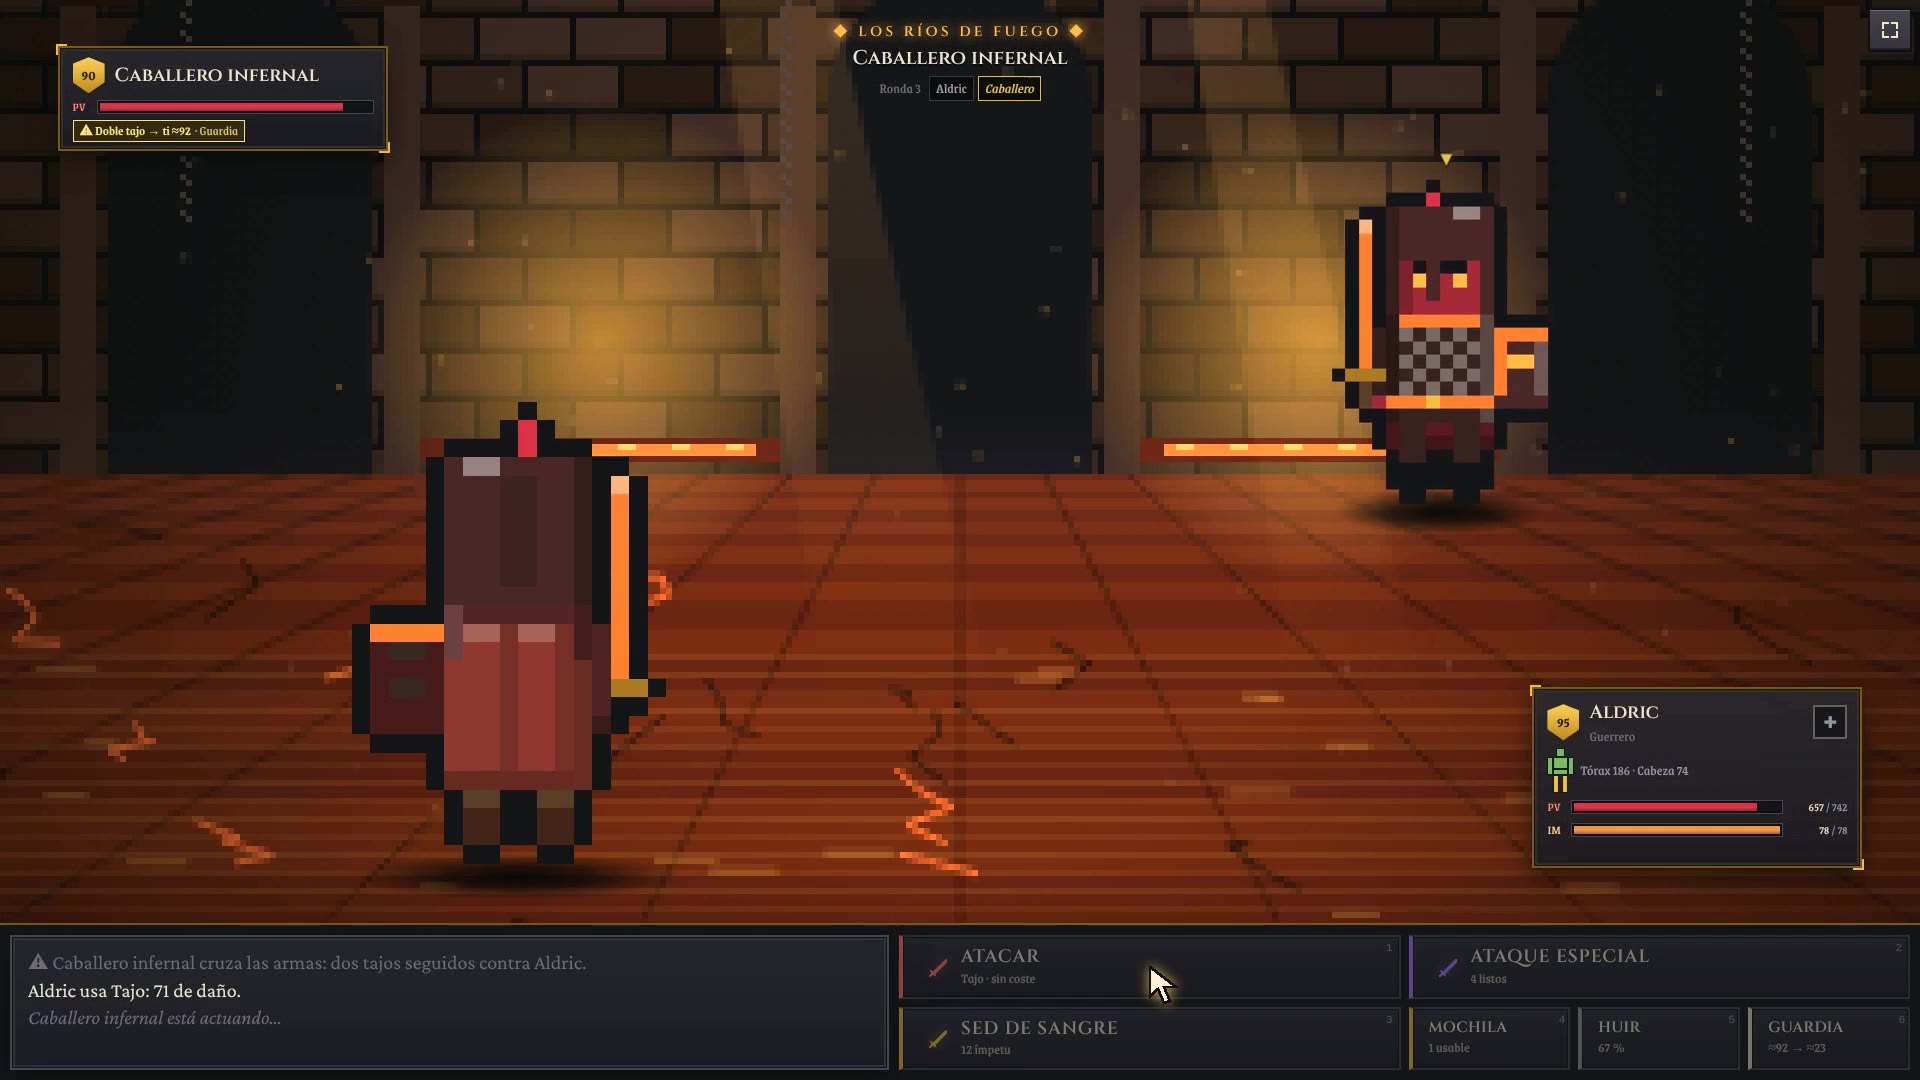 LOS RÍOS DE FUEGO
CABALLERO INFERNAL
Ronda 3 Aldric Caballero
90 CABALLERO INFERNAL
PV
⚠ Doble tajo → ti ≈92 · Guardia
95 ALDRIC
Guerrero
Tórax 186 · Cabeza 74
PV 657 / 742
IM 78 / 78
⚠ Caballero infernal cruza las armas: dos tajos seguidos contra Aldric.
Aldric usa Tajo: 71 de daño.
Caballero infernal está actuando...
ATACAR 1
Tajo · sin coste
ATAQUE ESPECIAL 2
4 listos
SED DE SANGRE 3
12 ímpetu
MOCHILA 4
1 usable
HUIR 5
67 %
GUARDIA 6
≈92 → ≈23